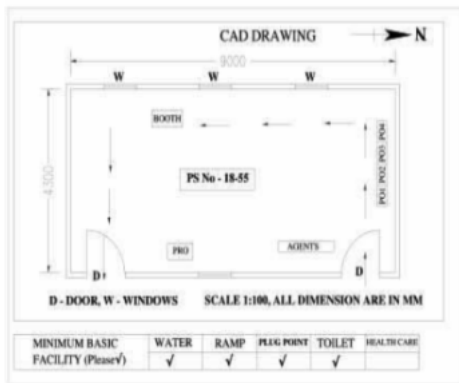 CAD DRAWING
N
9000
W W W
BOOTH
4300
PO1 PO2 PO3 PO4
PS No - 18-55
PRO
AGENTS
D D
D - DOOR, W - WINDOWS SCALE 1:100, ALL DIMENSION ARE IN MM
MINIMUM BASIC WATER RAMP PLUG POINT TOILET HEALTH CARE
FACILITY (Please√) √ √ √ √